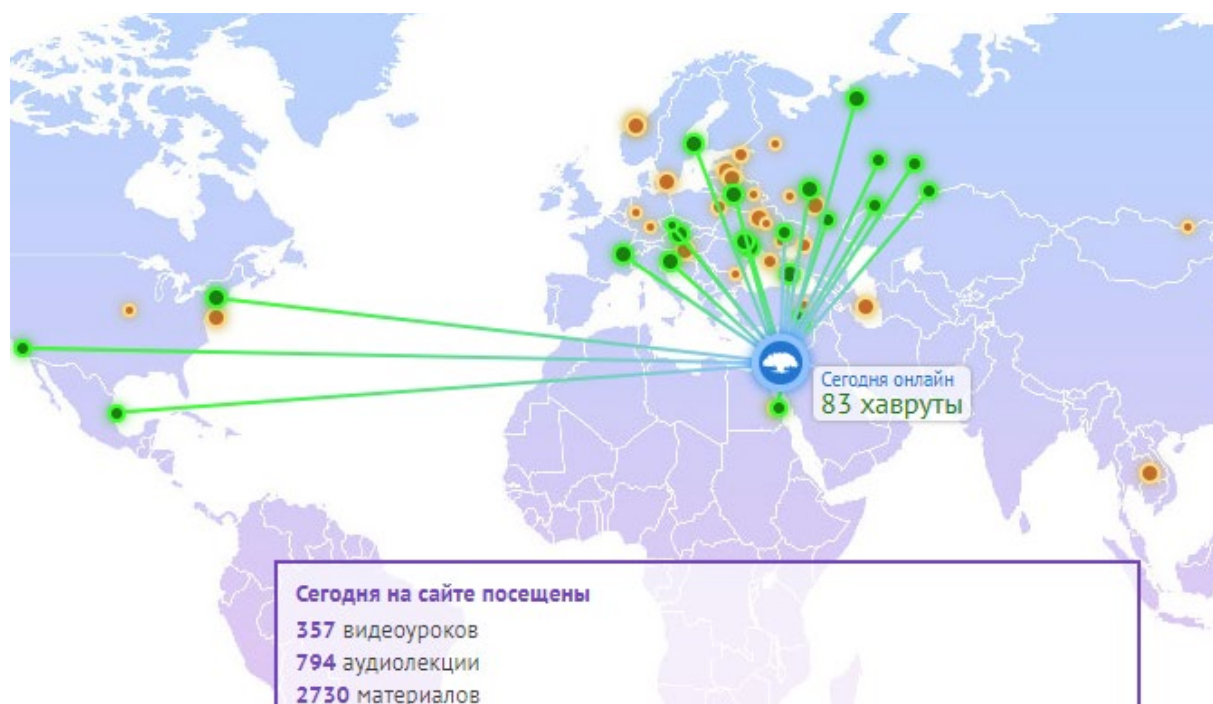 Сегодня онлайн
83 хавруты
Сегодня на сайте посещены
357 видеоуроков
794 аудиолекции
2730 материалов